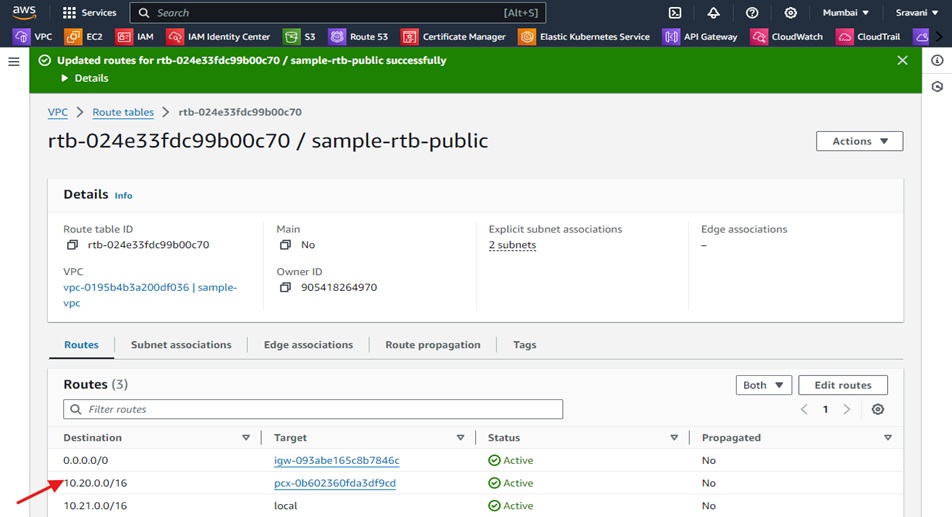 aws Services Search [Alt+S] Mumbai Sravani
VPC EC2 IAM IAM Identity Center S3 Route 53 Certificate Manager Elastic Kubernetes Service API Gateway CloudWatch CloudTrail
Updated routes for rtb-024e33fdc99b00c70 / sample-rtb-public successfully
Details
VPC Route tables rtb-024e33fdc99b00c70
rtb-024e33fdc99b00c70 / sample-rtb-public Actions
Details Info
Route table ID Main Explicit subnet associations Edge associations
rtb-024e33fdc99b00c70 No 2 subnets –
VPC Owner ID
vpc-0195b4b3a200df036 | sample- 905418264970
vpc
Routes Subnet associations Edge associations Route propagation Tags
Routes (3) Both Edit routes
Filter routes 1
Destination Target Status Propagated
0.0.0.0/0 igw-093abe165c8b7846c Active No
10.20.0.0/16 pcx-0b602360fda3df9cd Active No
10.21.0.0/16 local Active No